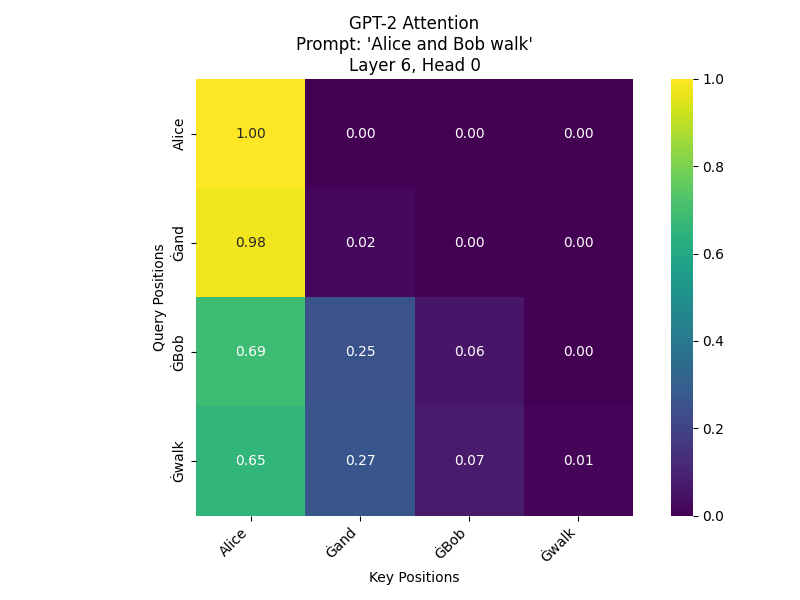 GPT-2 Attention
Prompt: 'Alice and Bob walk'
Layer 6, Head 0
Query Positions
Alice
1.00 0.00 0.00 0.00
Ġand
0.98 0.02 0.00 0.00
ĠBob
0.69 0.25 0.06 0.00
Ġwalk
0.65 0.27 0.07 0.01
Alice Ġand ĠBob Ġwalk
Key Positions
1.0
0.8
0.6
0.4
0.2
0.0